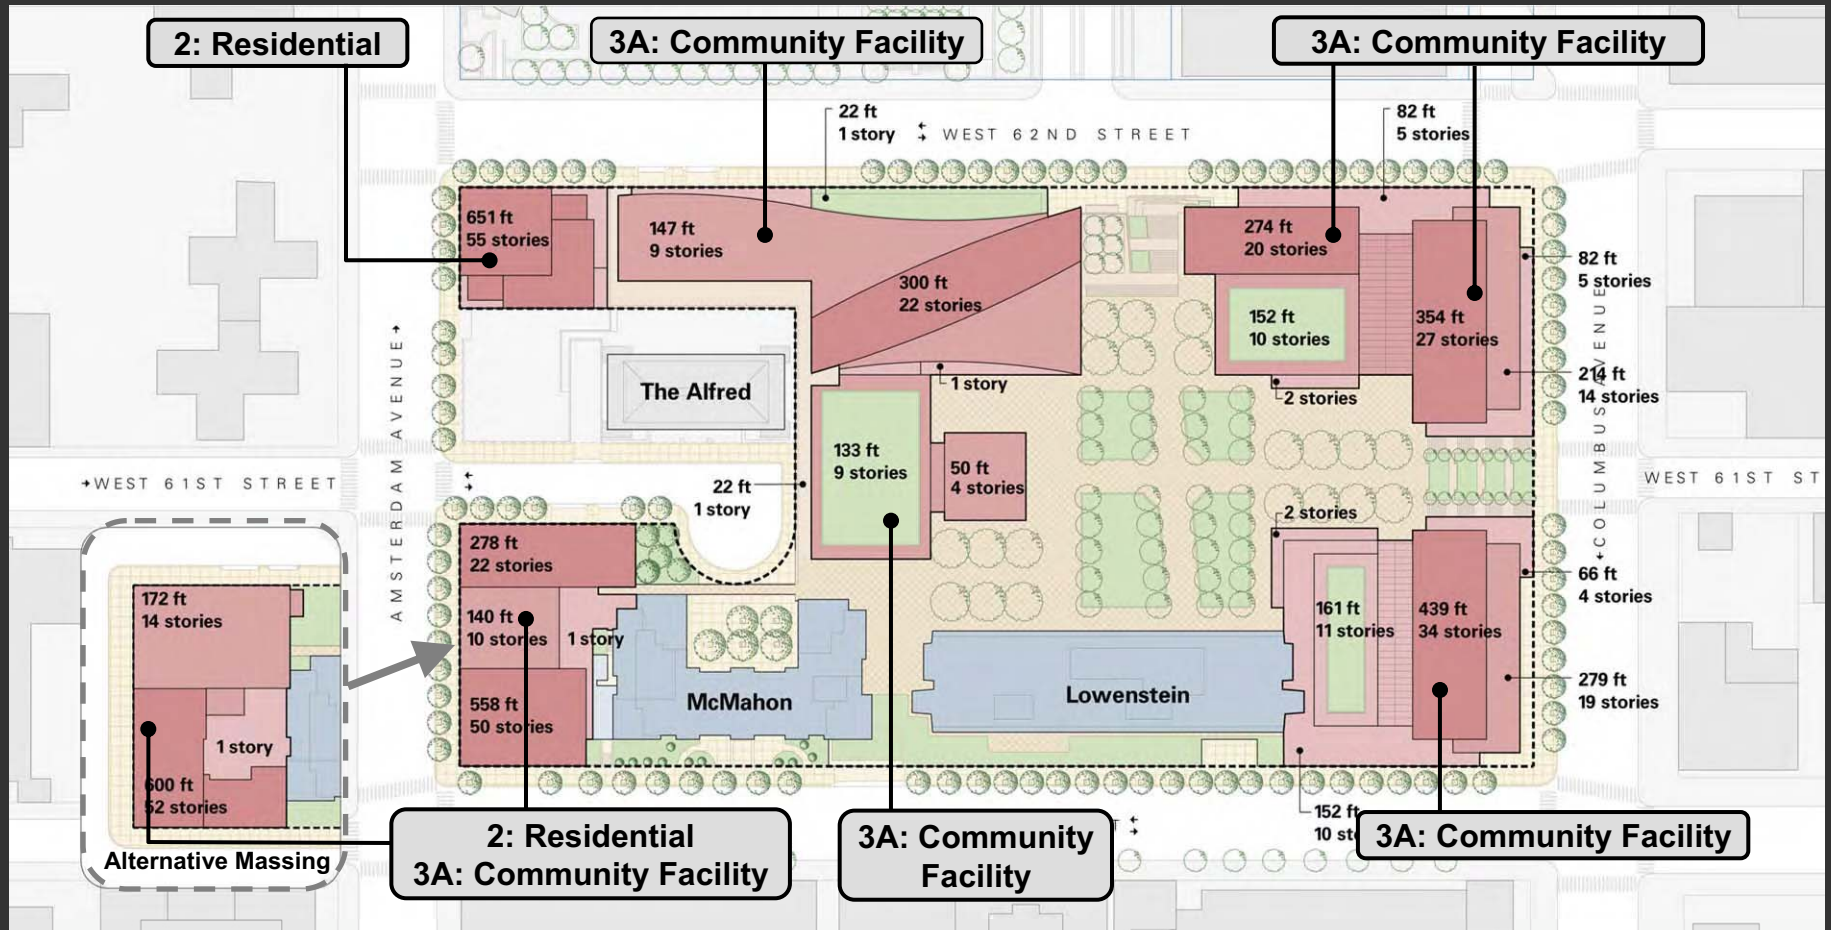 2: Residential
3A: Community Facility
3A: Community Facility
22 ft
1 story
WEST 62ND STREET
82 ft
5 stories
651 ft
55 stories
147 ft
9 stories
300 ft
22 stories
274 ft
20 stories
82 ft
5 stories
152 ft
10 stories
354 ft
27 stories
214 ft
14 stories
2 stories
1 story
The Alfred
AMSTERDAM AVENUE
COLUMBUS AVENUE
133 ft
9 stories
50 ft
4 stories
WEST 61ST STREET
22 ft
1 story
WEST 61ST ST
2 stories
278 ft
22 stories
66 ft
4 stories
172 ft
14 stories
140 ft
10 stories
1 story
161 ft
11 stories
439 ft
34 stories
McMahon
Lowenstein
279 ft
19 stories
558 ft
50 stories
1 story
600 ft
52 stories
152 ft
10 st
Alternative Massing
2: Residential
3A: Community Facility
3A: Community
Facility
3A: Community Facility